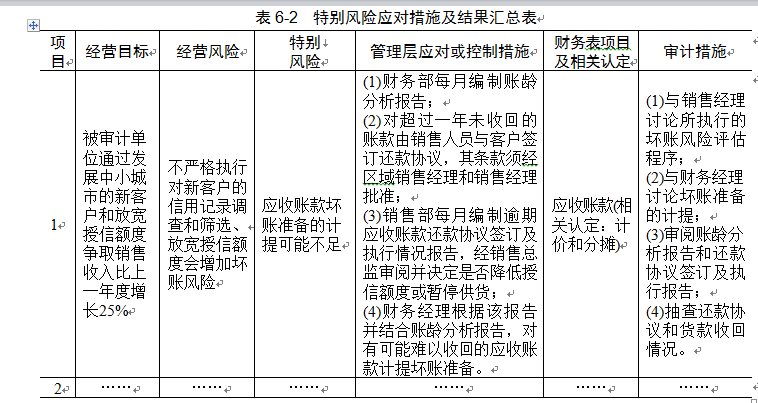 表 6-2 特别风险应对措施及结果汇总表
项目
经营目标
经营风险
特别↓
风险
管理层应对或控制措施
财务表项目
及相关认定
审计措施
1
被审计单
位通过发
展中小城
市的新客
户和放宽
授信额度
争取销售
收入比上
一年度增
长25%
不严格执行
对新客户的
信用记录调
查和筛选、
放宽授信额
度会增加坏
账风险
应收账款坏
账准备的计
提可能不足
(1)财务部每月编制账龄
分析报告；
(2)对超过一年未收回的
账款由销售人员与客户签
订还款协议，其条款须经
区域销售经理和销售经理
批准；
(3)销售部每月编制逾期
应收账款还款协议签订及
执行情况报告，经销售总
监审阅并决定是否降低授
信额度或暂停供货；
(4)财务经理根据该报告
并结合账龄分析报告，对
有可能难以收回的应收账
款计提坏账准备。
应收账款(相
关认定：计
价和分摊)
(1)与销售经理
讨论所执行的
坏账风险评估
程序；
(2)与财务经理
讨论坏账准备
的计提；
(3)审阅账龄分
析报告和还款
协议签订及执
行报告；
(4)抽查还款协
议和货款收回
情况。
2
……
……
……
……
……
……